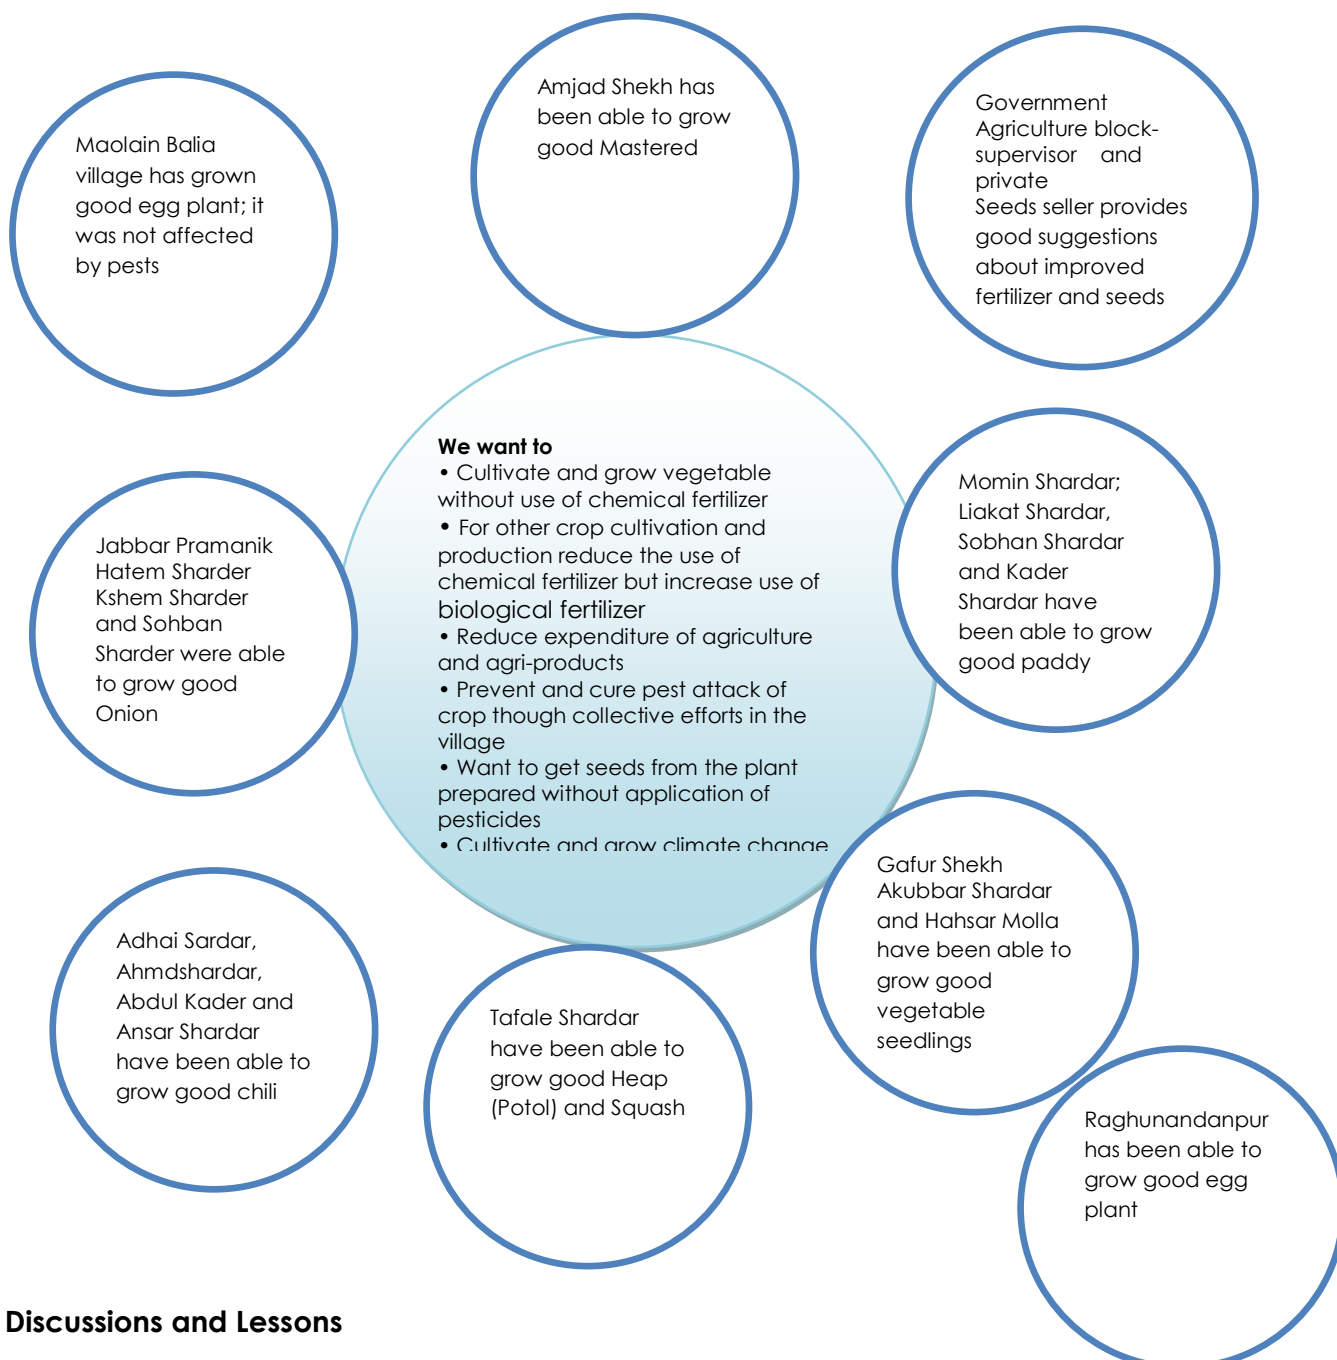 Amjad Shekh has
been able to grow
good Mastered
Government
Agriculture block-
supervisor and
private
Seeds seller provides
good suggestions
about improved
fertilizer and seeds
Maolain Balia
village has grown
good egg plant; it
was not affected
by pests
We want to
• Cultivate and grow vegetable
without use of chemical fertilizer
• For other crop cultivation and
production reduce the use of
chemical fertilizer but increase use of
biological fertilizer
• Reduce expenditure of agriculture
and agri-products
• Prevent and cure pest attack of
crop though collective efforts in the
village
• Want to get seeds from the plant
prepared without application of
pesticides
• Cultivate and grow climate change
Momin Shardar;
Liakat Shardar,
Sobhan Shardar
and Kader
Shardar have
been able to grow
good paddy
Jabbar Pramanik
Hatem Sharder
Kshem Sharder
and Sohban
Sharder were able
to grow good
Onion
Gafur Shekh
Akubbar Shardar
and Hahsar Molla
have been able to
grow good
vegetable
seedlings
Adhai Sardar,
Ahmdshardar,
Abdul Kader and
Ansar Shardar
have been able to
grow good chili
Tafale Shardar
have been able to
grow good Heap
(Potol) and Squash
Raghunandanpur
has been able to
grow good egg
plant
Discussions and Lessons